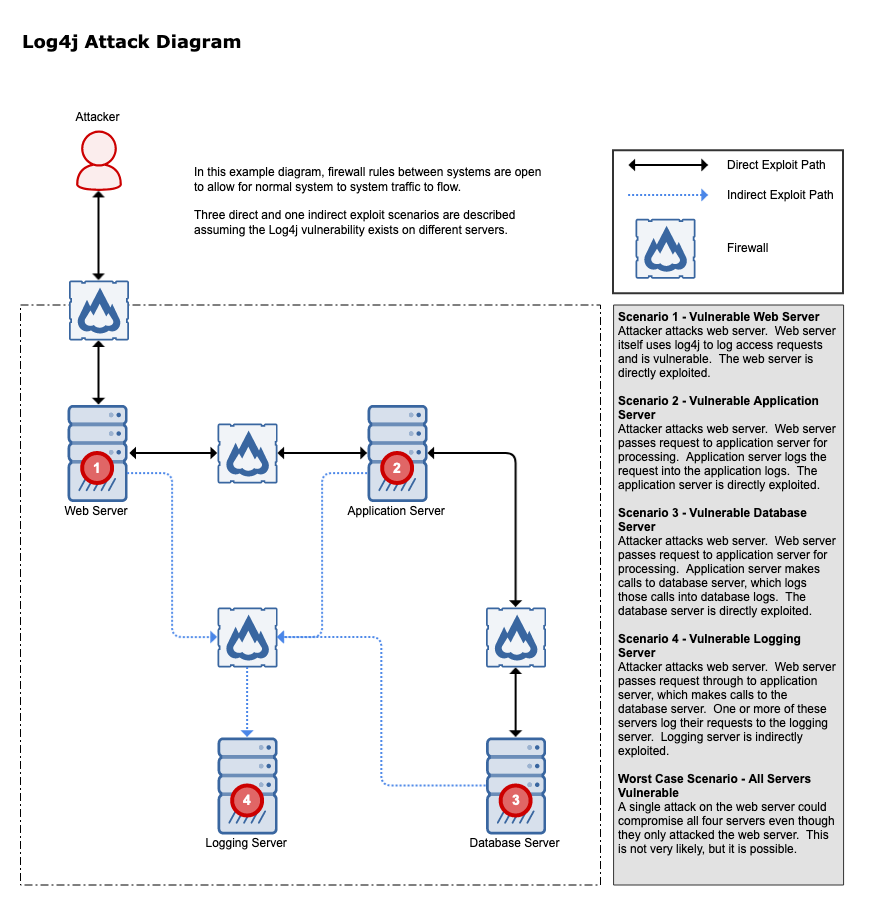 Log4j Attack Diagram
Attacker
In this example diagram, firewall rules between systems are open
to allow for normal system to system traffic to flow.
Three direct and one indirect exploit scenarios are described
assuming the Log4j vulnerability exists on different servers.
Direct Exploit Path
Indirect Exploit Path
Firewall
1
Web Server
2
Application Server
4
Logging Server
3
Database Server
Scenario 1 - Vulnerable Web Server
Attacker attacks web server. Web server
itself uses log4j to log access requests
and is vulnerable. The web server is
directly exploited.
Scenario 2 - Vulnerable Application
Server
Attacker attacks web server. Web server
passes request to application server for
processing. Application server logs the
request into the application logs. The
application server is directly exploited.
Scenario 3 - Vulnerable Database
Server
Attacker attacks web server. Web server
passes request to application server for
processing. Application server makes
calls to database server, which logs
those calls into database logs. The
database server is directly exploited.
Scenario 4 - Vulnerable Logging
Server
Attacker attacks web server. Web server
passes request through to application
server, which makes calls to the
database server. One or more of these
servers log their requests to the logging
server. Logging server is indirectly
exploited.
Worst Case Scenario - All Servers
Vulnerable
A single attack on the web server could
compromise all four servers even though
they only attacked the web server. This
is not very likely, but it is possible.